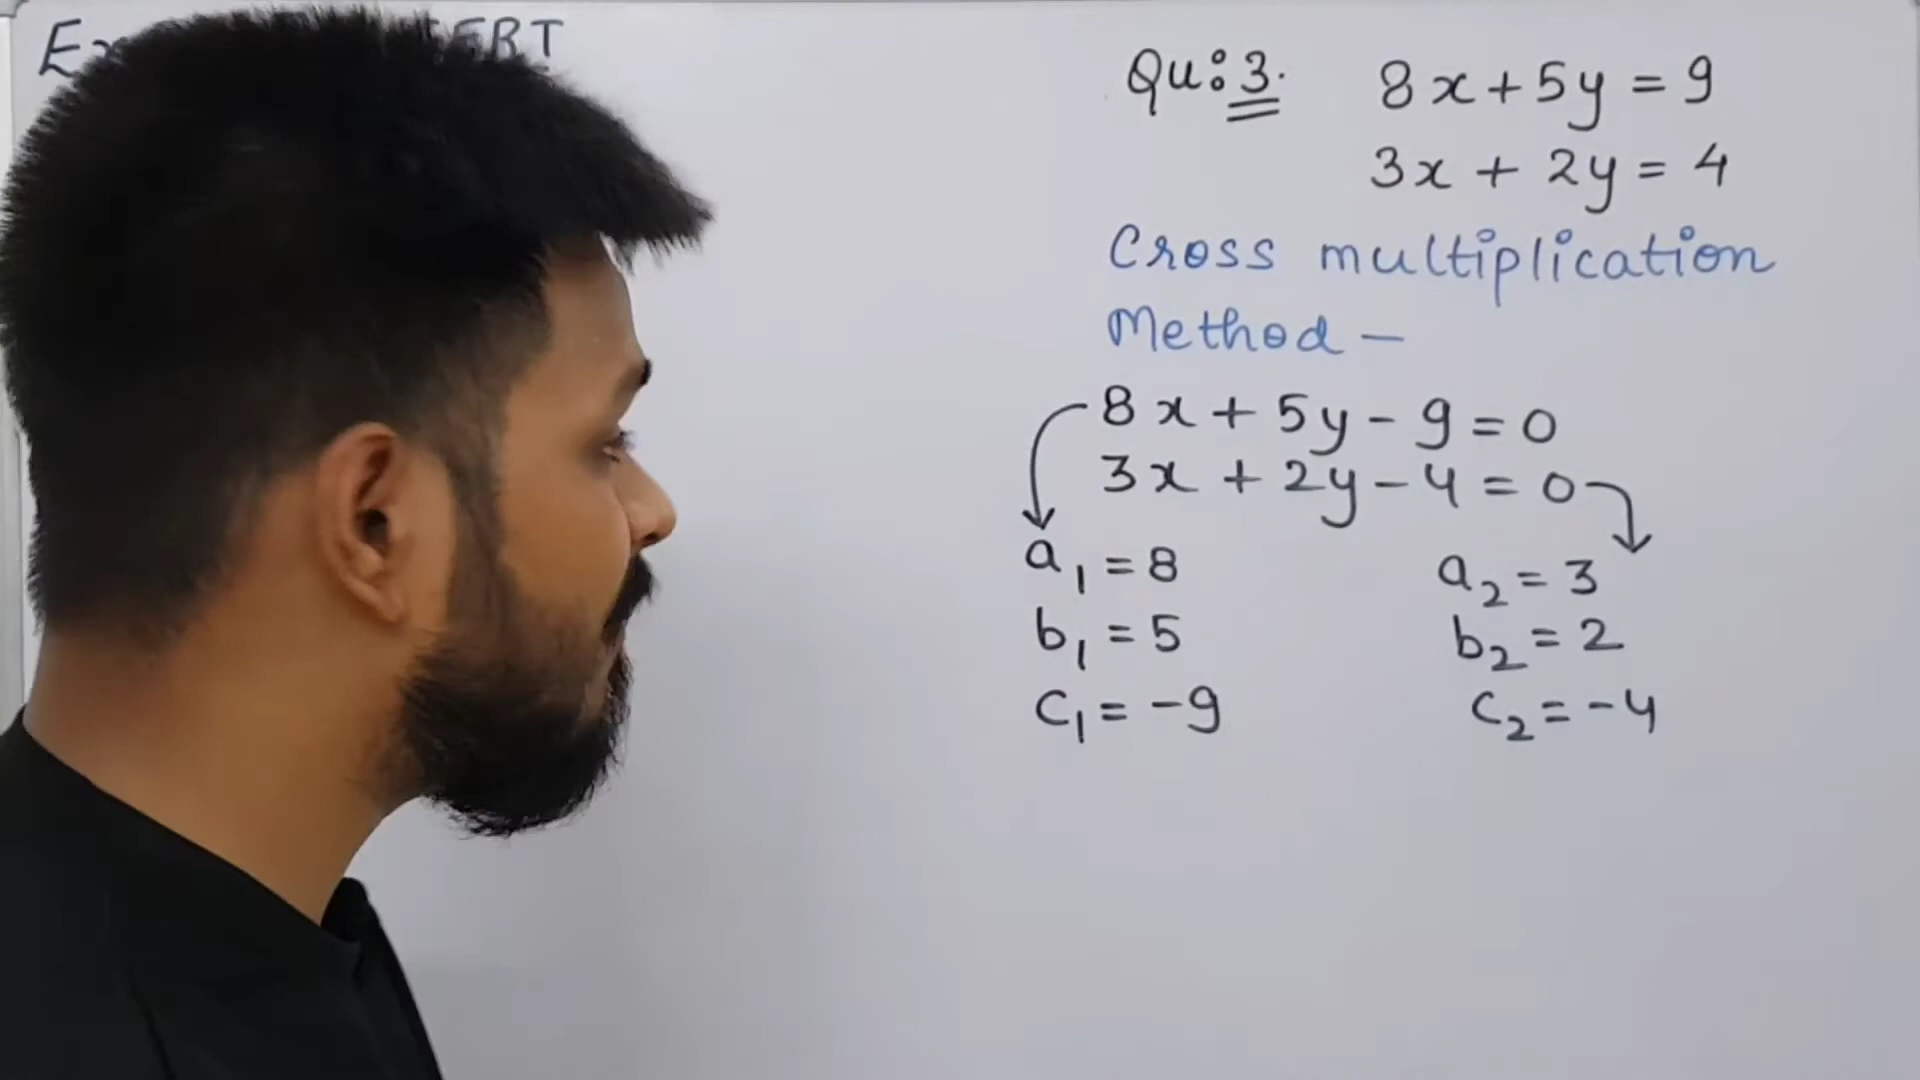 Qu:3. 8x+5y = 9
3x + 2y = 4
Cross multiplication
Method –
8x + 5y - 9 = 0
3x + 2y - 4 = 0
a₁ = 8 a₂ = 3
b₁ = 5 b₂ = 2
c₁ = -9 c₂ = -4